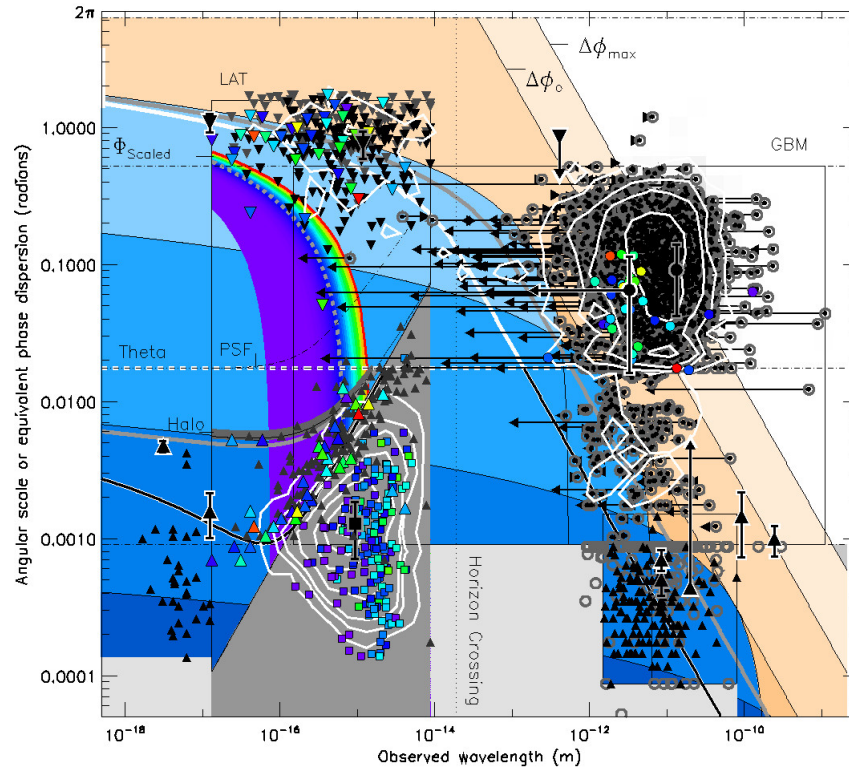 2π
Δϕmax
LAT
Δϕo
1.0000
GBM
ΦScaled
Angular scale or equivalent phase dispersion (radians)
0.1000
Theta
PSF
0.0100
Halo
0.0010
Horizon Crossing
0.0001
10^-18
10^-16
10^-14
10^-12
10^-10
Observed wavelength (m)